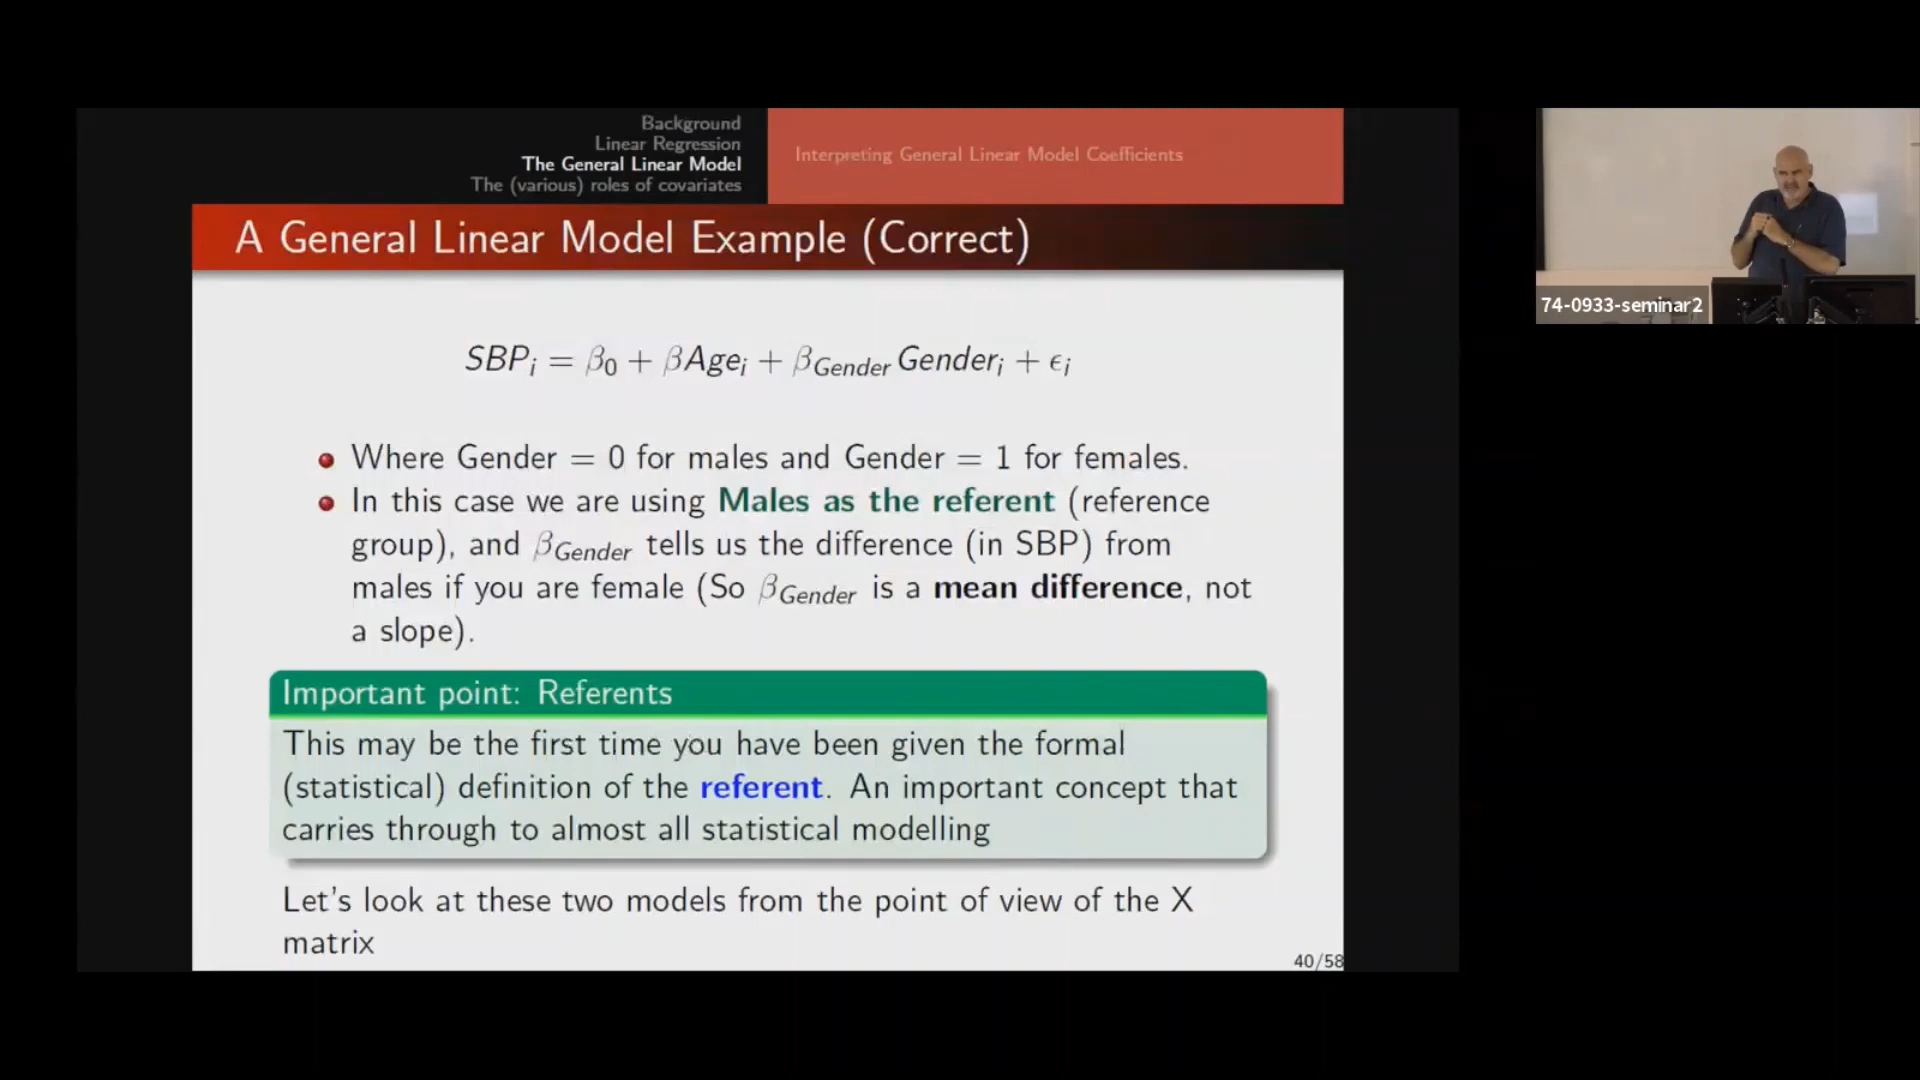 Background
Linear Regression
The General Linear Model
The (various) roles of covariates
Interpreting General Linear Model Coefficients
A General Linear Model Example (Correct)
SBPᵢ = β₀ + βAgeᵢ + β_Gender Genderᵢ + ϵᵢ
Where Gender = 0 for males and Gender = 1 for females.
In this case we are using Males as the referent (reference
group), and β_Gender tells us the difference (in SBP) from
males if you are female (So β_Gender is a mean difference, not
a slope).
Important point: Referents
This may be the first time you have been given the formal
(statistical) definition of the referent. An important concept that
carries through to almost all statistical modelling
Let's look at these two models from the point of view of the X
matrix
40/58
74-0933-seminar2